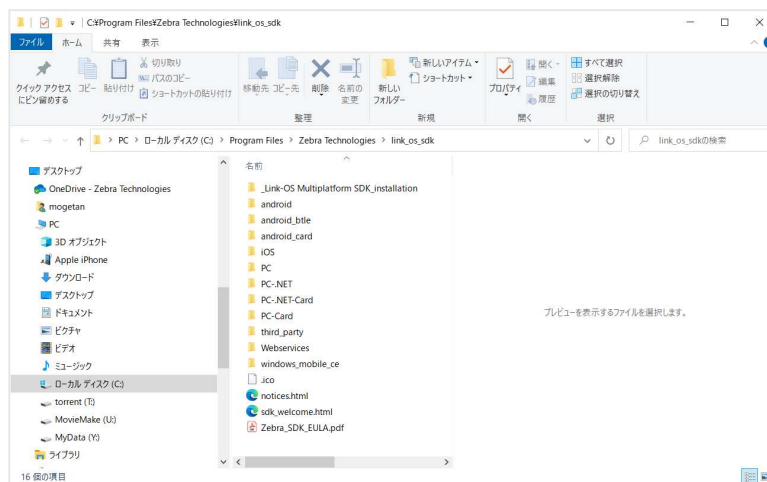 C:¥Program Files¥Zebra Technologies¥link_os_sdk
ファイル ホーム 共有 表示
クイック アクセス
にピン留めする
コピー
貼り付け
切り取り
パスのコピー
ショートカットの貼り付け
クリップボード
移動先
コピー先
削除
名前の
変更
整理
新しい
フォルダー
新しいアイテム
ショートカット
新規
プロパティ
開く
編集
履歴
開く
すべて選択
選択解除
選択の切り替え
選択
PC > ローカル ディスク (C:) > Program Files > Zebra Technologies > link_os_sdk
link_os_sdkの検索
デスクトップ
OneDrive - Zebra Technologies
mogetan
PC
3D オブジェクト
Apple iPhone
ダウンロード
デスクトップ
ドキュメント
ピクチャ
ビデオ
ミュージック
ローカル ディスク (C:)
torrent (T:)
MovieMake (U:)
MyData (Y:)
ライブラリ
名前
_Link-OS Multiplatform SDK_installation
android
android_btle
android_card
iOS
PC
PC-.NET
PC-.NET-Card
PC-Card
third_party
Webservices
windows_mobile_ce
.ico
notices.html
sdk_welcome.html
Zebra_SDK_EULA.pdf
プレビューを表示するファイルを選択します。
16 個の項目